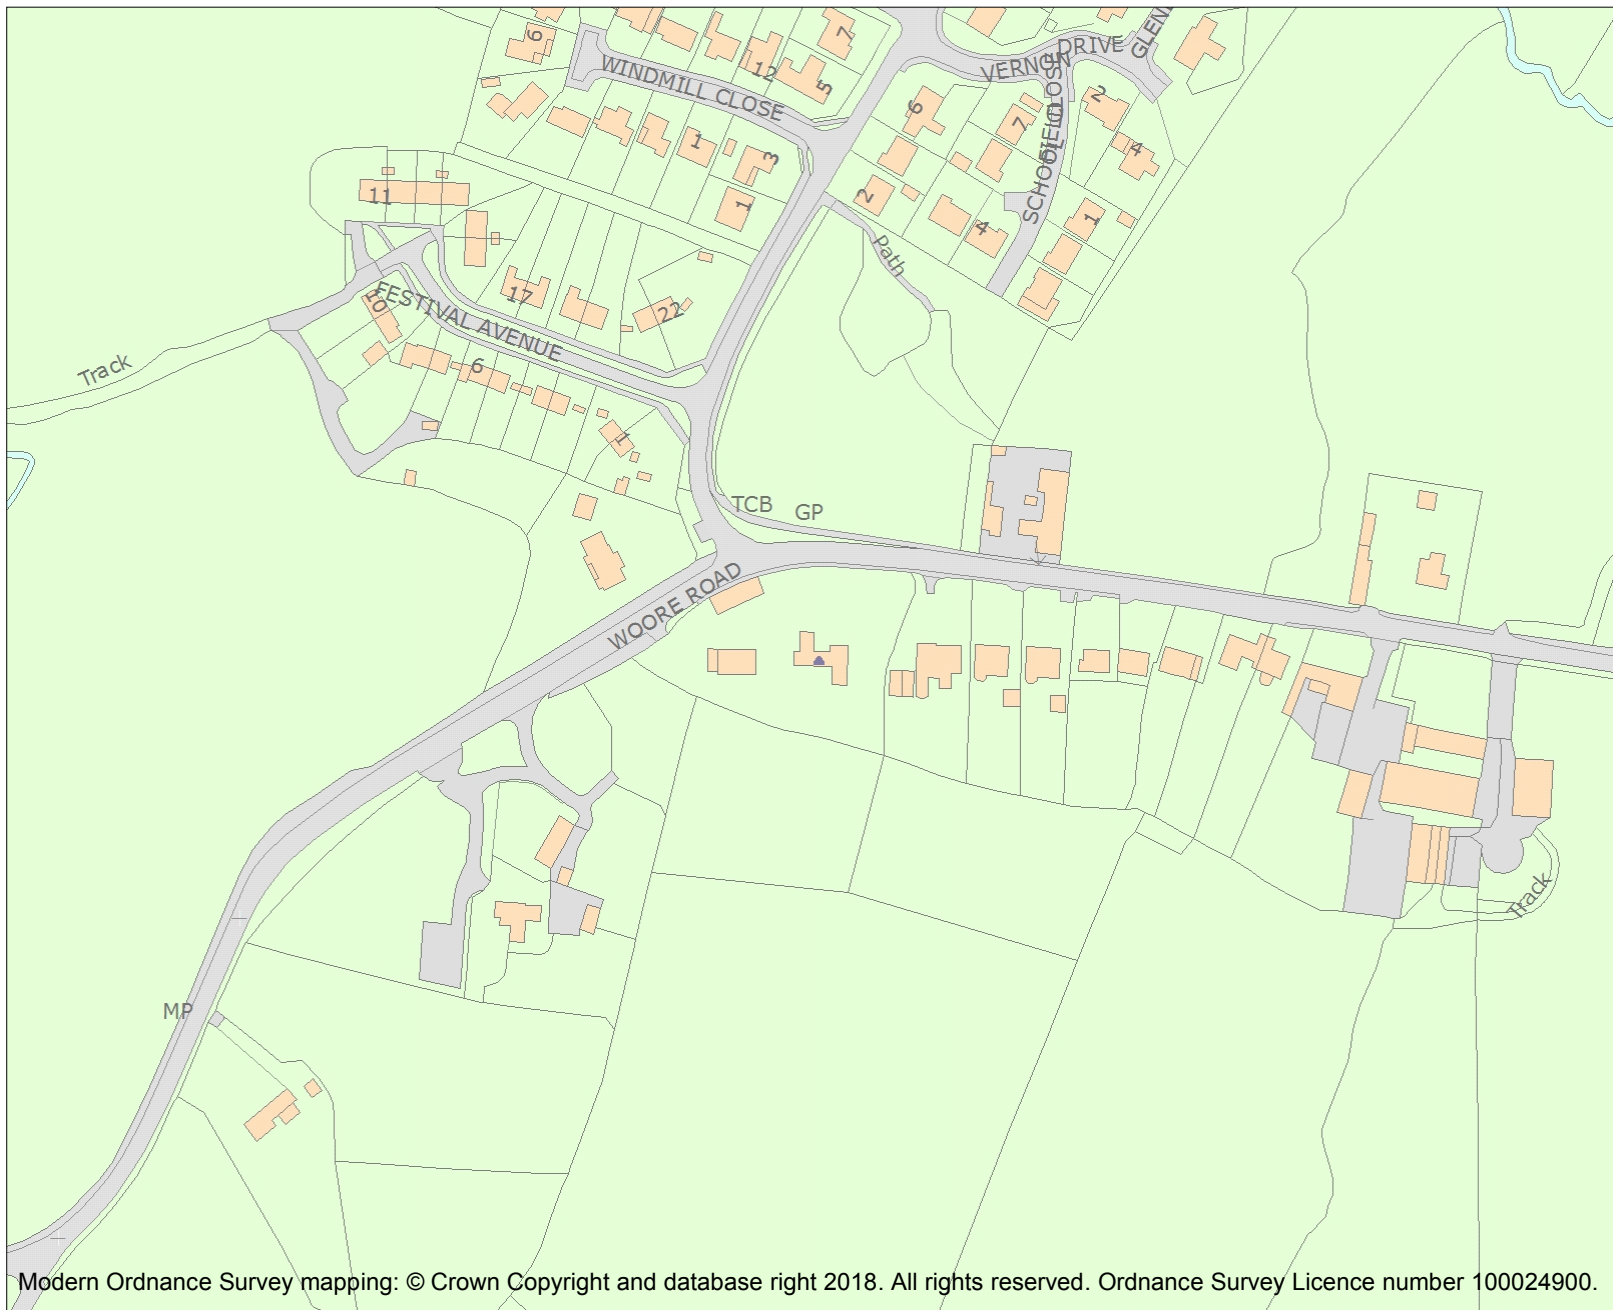 6
7
12
5
WINDMILL CLOSE
1
3
1
11
VERNON DRIVE
6
7
2
4
SCHOOLFIELD CLOSE
2
4
1
Path
17
22
10
FESTIVAL AVENUE
6
1
Track
TCB
GP
WOORE ROAD
Track
MP
Modern Ordnance Survey mapping: © Crown Copyright and database right 2018. All rights reserved. Ordnance Survey Licence number 100024900.